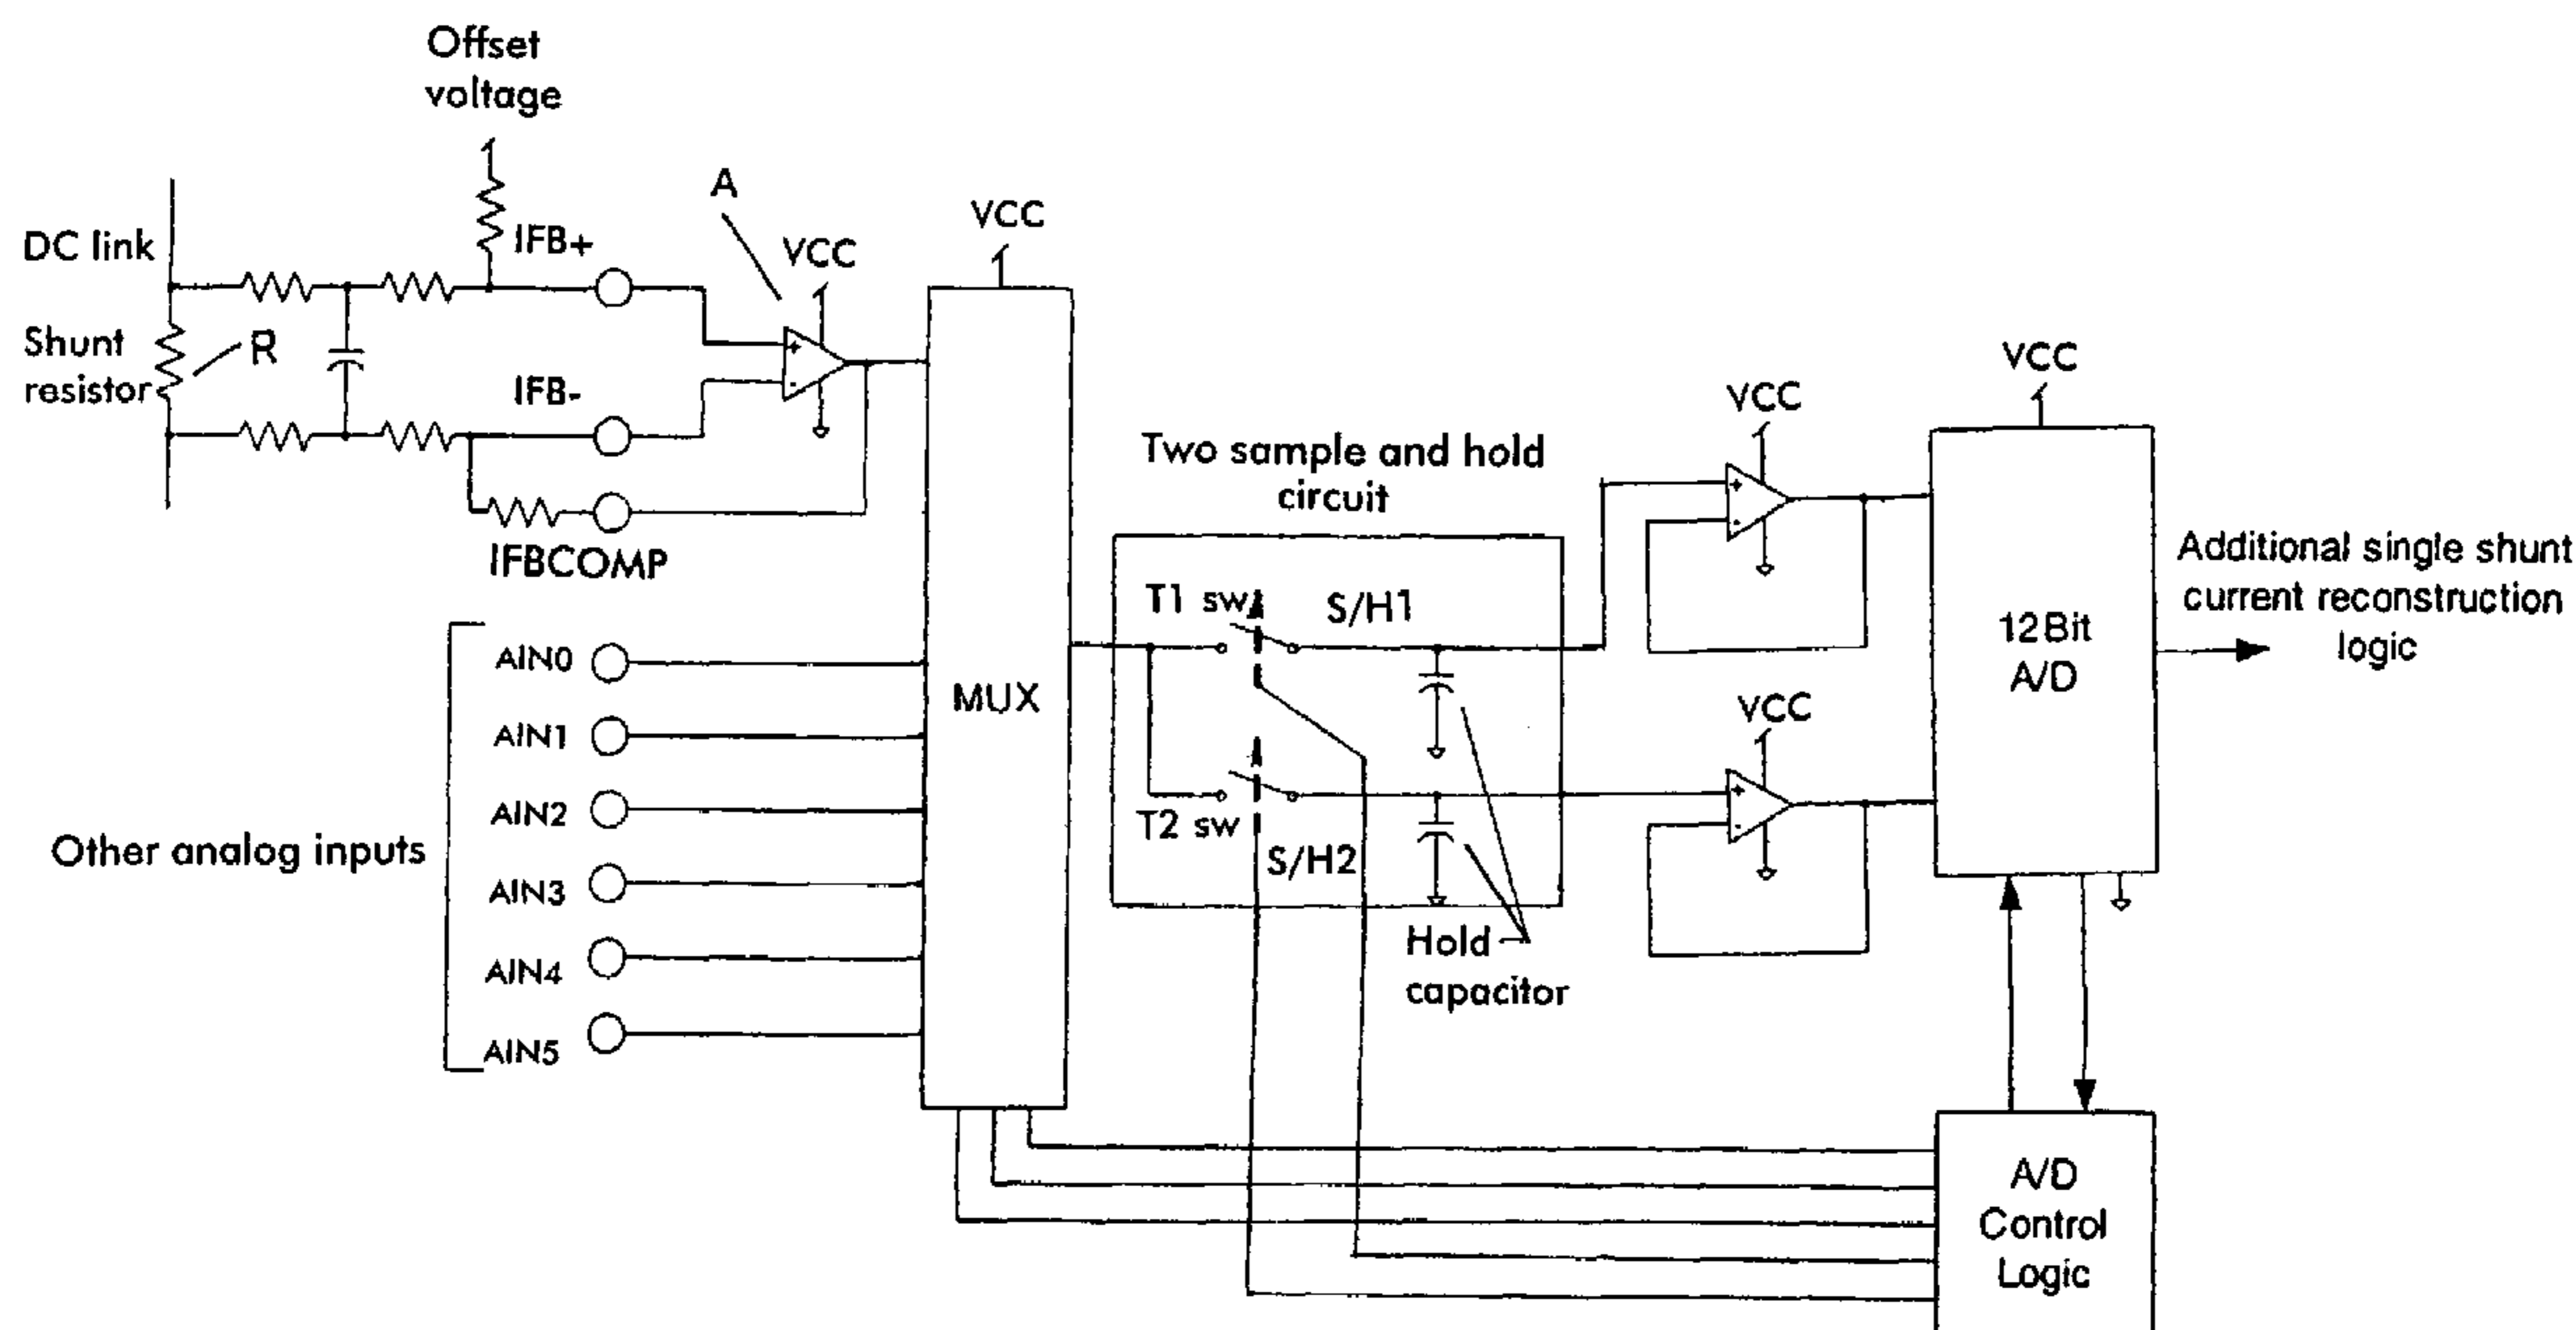 Offset
voltage
A
VCC
VCC
DC link
IFB+
Shunt
resistor
R
IFB-
IFBCOMP
VCC
VCC
Two sample and hold
circuit
Additional single shunt
current reconstruction
logic
T1 sw
S/H1
12Bit
A/D
AIN0
AIN1
AIN2
AIN3
AIN4
AIN5
MUX
VCC
T2 sw
S/H2
Other analog inputs
Hold
capacitor
A/D
Control
Logic
+
-
+
-
+
-